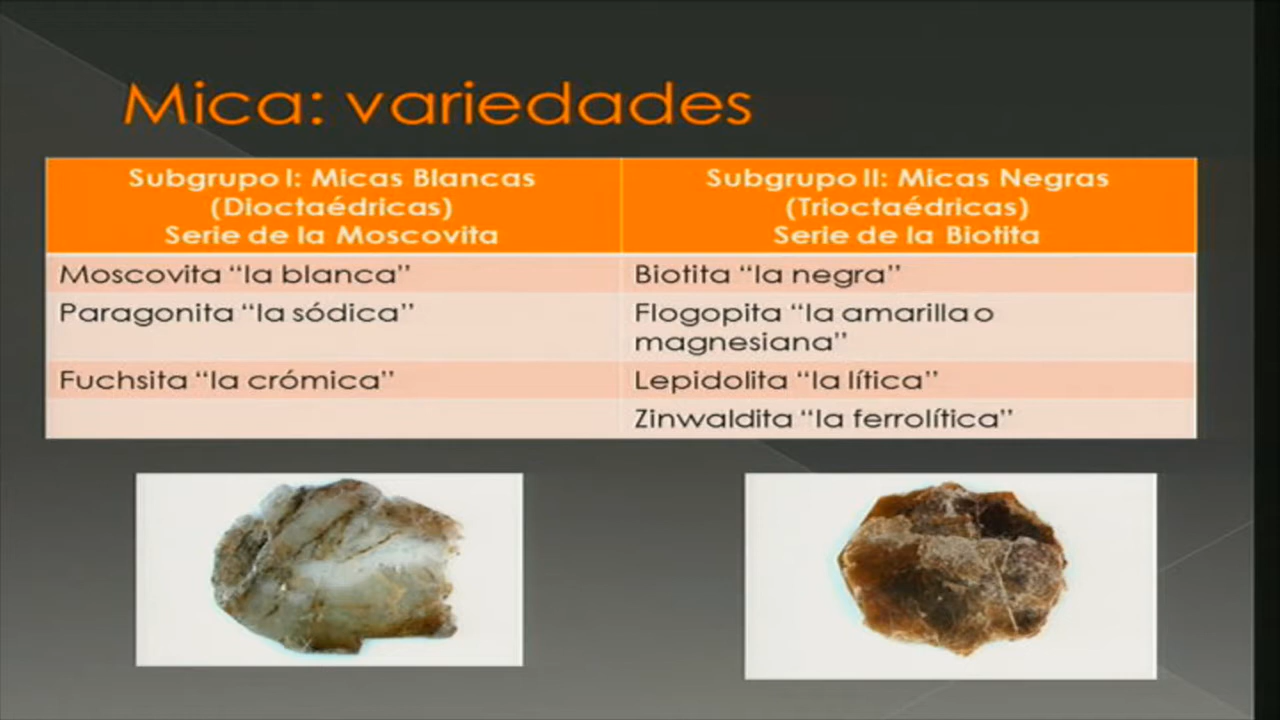 Mica: variedades
Subgrupo I: Micas Blancas
(Dioctaédricas)
Serie de la Moscovita
Subgrupo II: Micas Negras
(Trioctaédricas)
Serie de la Biotita
Moscovita “la blanca”
Biotita “la negra”
Paragonita “la sódica”
Flogopita “la amarilla o
magnesiana”
Fuchsita “la crómica”
Lepidolita “la lítica”
Zinwaldita “la ferrolítica”